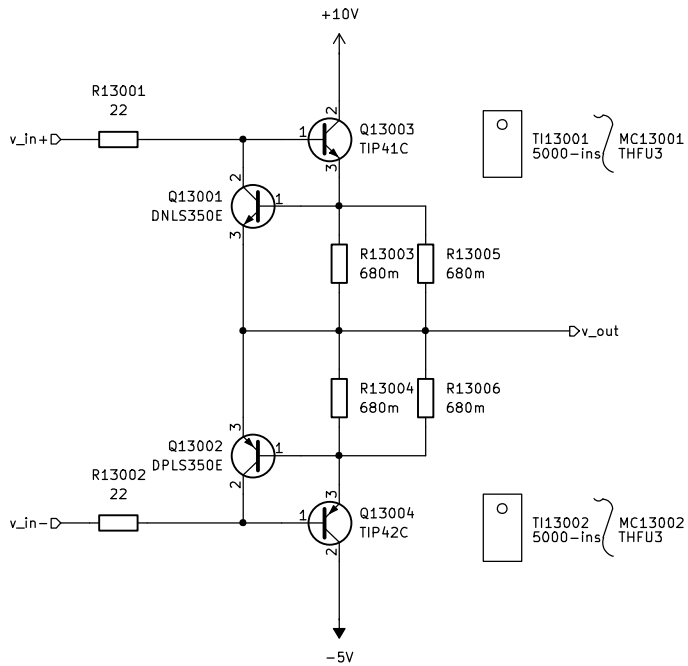 +10V
R13001
22
v_in+
1
2
3
Q13003
TIP41C
TI13001
5000-ins
MC13001
THFU3
Q13001
DNLS350E
2
1
3
R13003
680m
R13005
680m
v_out
R13004
680m
R13006
680m
Q13002
DPLS350E
3
1
2
R13002
22
v_in-
1
3
2
Q13004
TIP42C
TI13002
5000-ins
MC13002
THFU3
-5V